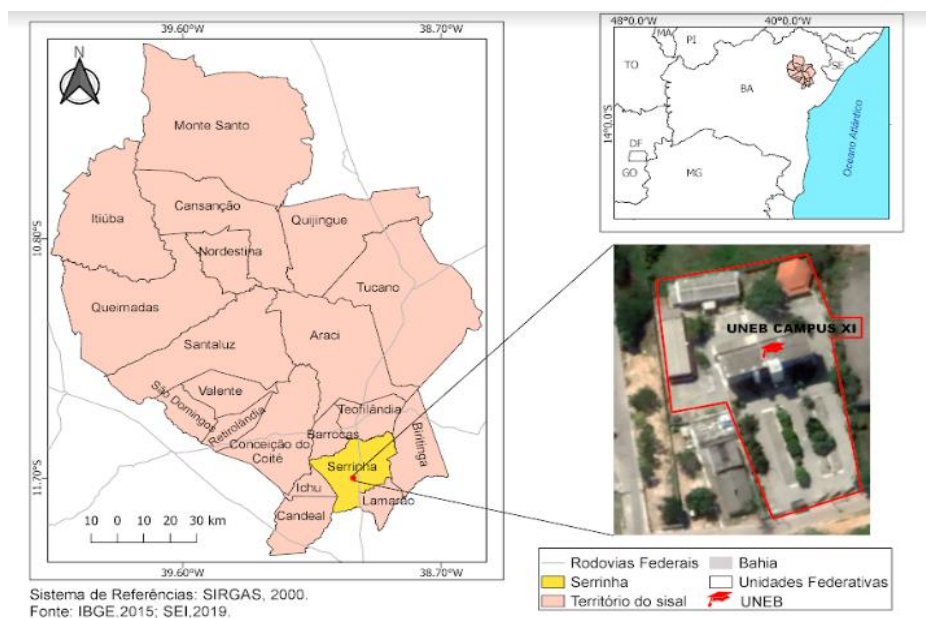 39.60°W
38.70°W
N
10.80°S
11.70°S
Monte Santo
Itiúba
Cansanção
Quijingue
Nordestina
Tucano
Queimadas
Araci
Santaluz
Valente
São Domingos
Retirolândia
Teofilândia
Conceição do
Coité
Barrocas
Biritinga
Serrinha
Ichu
Lamarão
Candeal
10 0 10 20 30 km
39.60°W
38.70°W
Sistema de Referências: SIRGAS, 2000.
Fonte: IBGE,2015; SEI,2019.
48°0.0'W
40°0.0'W
14°0.0'S
MA
PI
AL
SE
TO
BA
DF
GO
MG
Oceano Atlântico
UNEB CAMPUS XI
Rodovias Federais
Serrinha
Território do sisal
Bahia
Unidades Federativas
UNEB